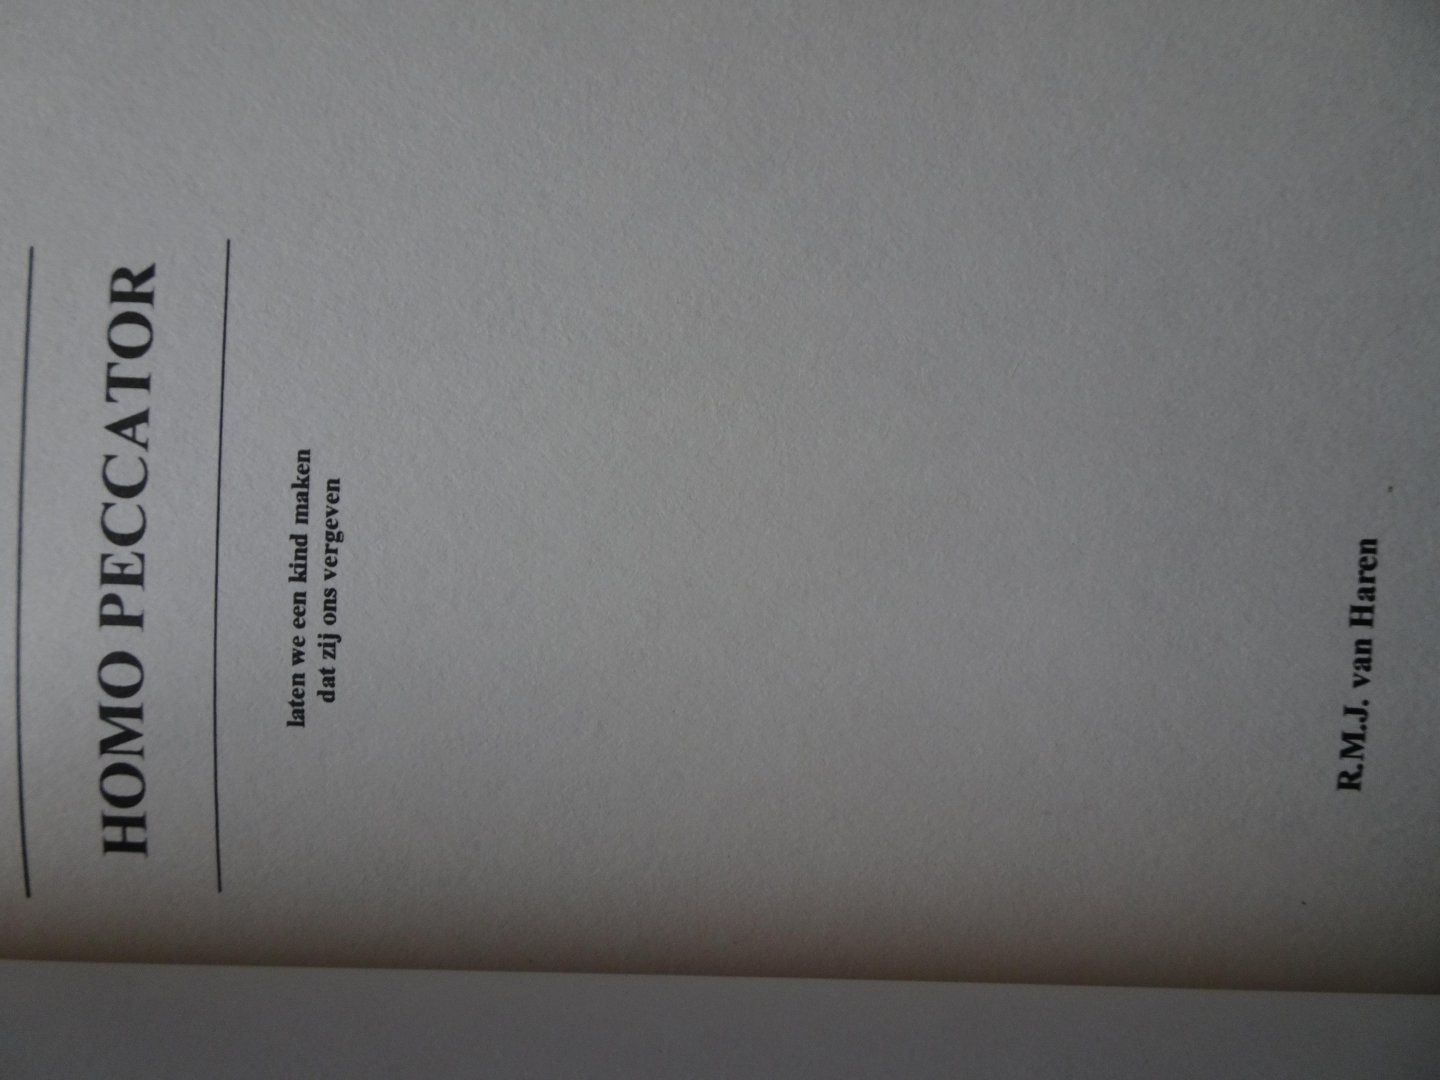 HOMO PECCATOR
laten we een kind maken
dat zij ons vergeven
R.M.J. van Haren